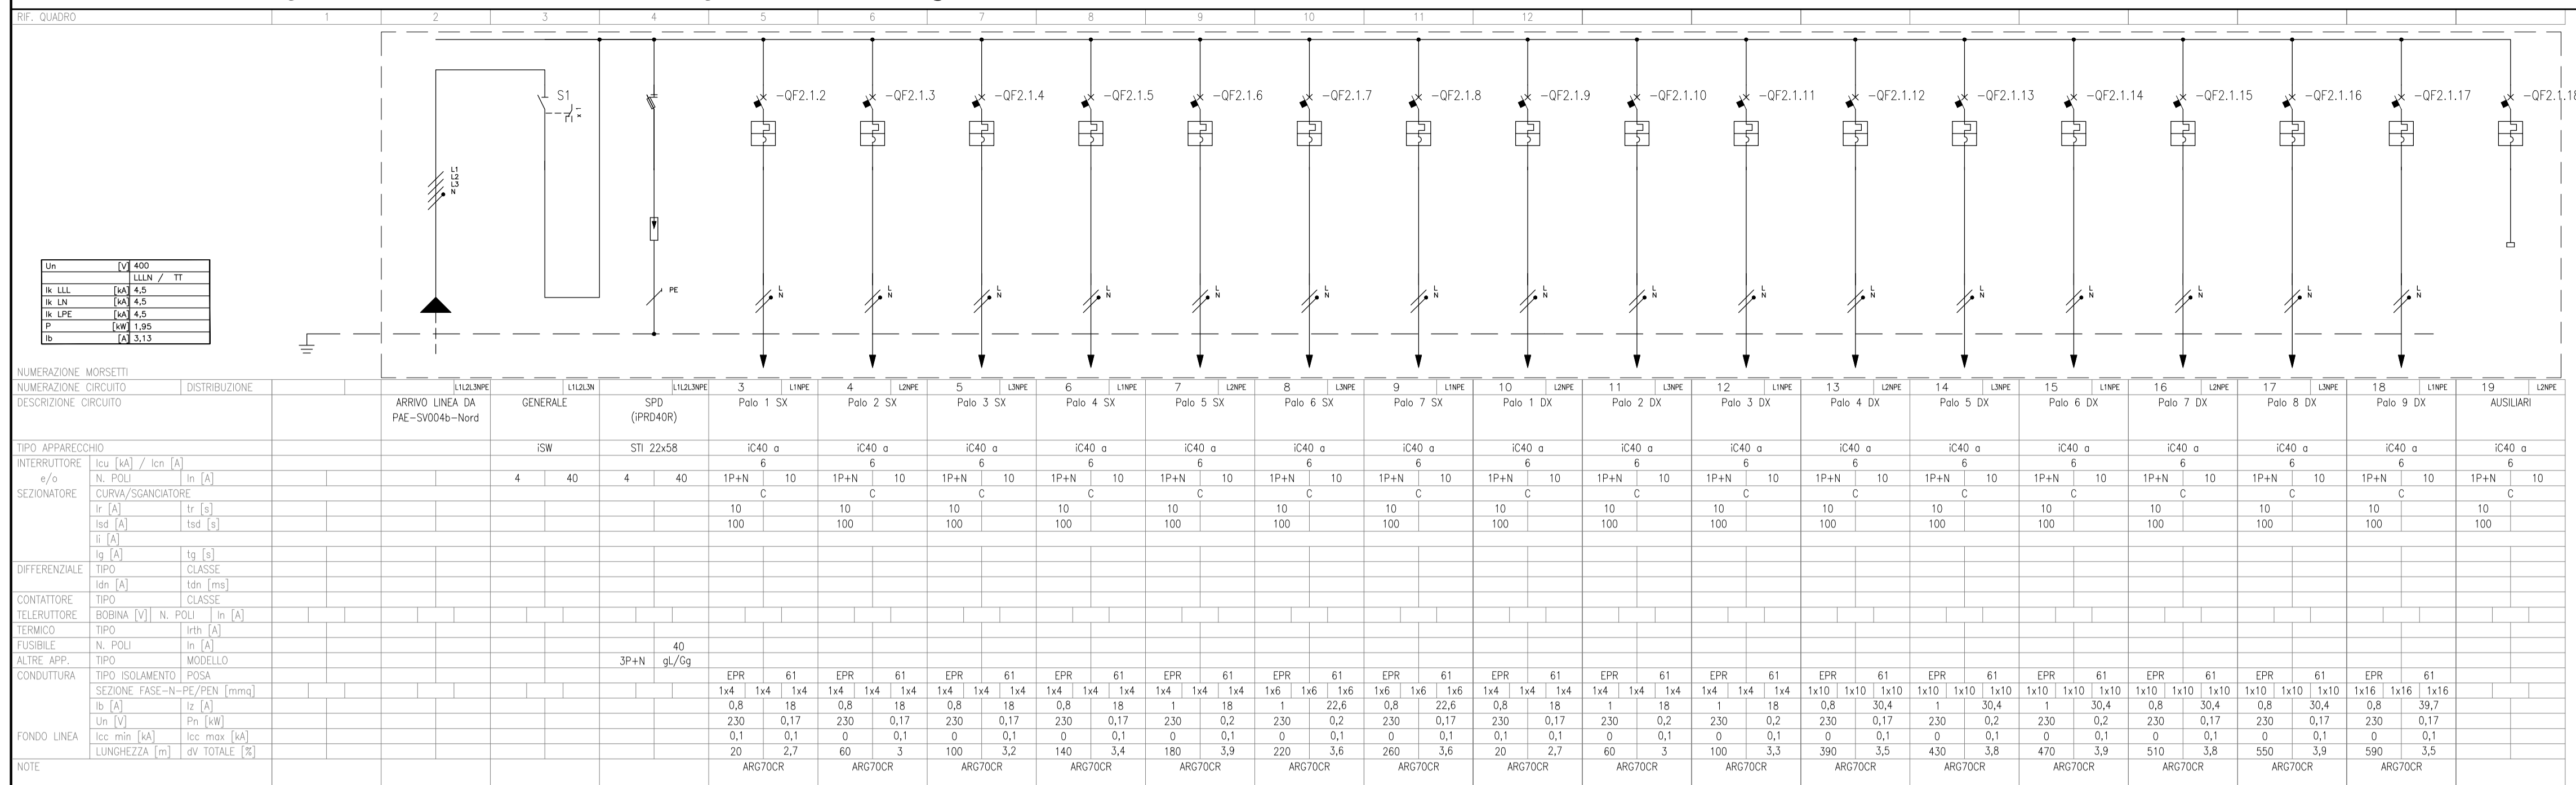 RIF. QUADRO 1 2 3 4 5 6 7 8 9 10 11 12
S1 -QF2.1.2 -QF2.1.3 -QF2.1.4 -QF2.1.5 -QF2.1.6 -QF2.1.7 -QF2.1.8 -QF2.1.9 -QF2.1.10 -QF2.1.11 -QF2.1.12 -QF2.1.13 -QF2.1.14 -QF2.1.15 -QF2.1.16 -QF2.1.17 -QF2.1.18
L1
L2
L3
N
Un [V] 400
LLLN / TT
Ik LLL [kA] 4,5
Ik LN [kA] 4,5
Ik LPE [kA] 4,5
P [kW] 1,95
Ib [A] 3,13
PE L L L L L L L L L L L L L L L L
N N N N N N N N N N N N N N N N
NUMERAZIONE MORSETTI
NUMERAZIONE CIRCUITO DISTRIBUZIONE L1L2L3NPE L1L2L3N L1L2L3NPE 3 L1NPE 4 L2NPE 5 L3NPE 6 L1NPE 7 L2NPE 8 L3NPE 9 L1NPE 10 L2NPE 11 L3NPE 12 L1NPE 13 L2NPE 14 L3NPE 15 L1NPE 16 L2NPE 17 L3NPE 18 L1NPE 19 L2NPE
DESCRIZIONE CIRCUITO ARRIVO LINEA DA GENERALE SPD Palo 1 SX Palo 2 SX Palo 3 SX Palo 4 SX Palo 5 SX Palo 6 SX Palo 7 SX Palo 1 DX Palo 2 DX Palo 3 DX Palo 4 DX Palo 5 DX Palo 6 DX Palo 7 DX Palo 8 DX Palo 9 DX AUSILIARI
PAE-SV004b-Nord (iPRD40R)
TIPO APPARECCHIO iSW STI 22x58 iC40 a iC40 a iC40 a iC40 a iC40 a iC40 a iC40 a iC40 a iC40 a iC40 a iC40 a iC40 a iC40 a iC40 a iC40 a iC40 a iC40 a
INTERRUTTORE Icu [kA] / Icn [A] 6 6 6 6 6 6 6 6 6 6 6 6 6 6 6 6 6
e/o N. POLI In [A] 4 40 4 40 1P+N 10 1P+N 10 1P+N 10 1P+N 10 1P+N 10 1P+N 10 1P+N 10 1P+N 10 1P+N 10 1P+N 10 1P+N 10 1P+N 10 1P+N 10 1P+N 10 1P+N 10 1P+N 10 1P+N 10
SEZIONATORE CURVA/SGANCIATORE C C C C C C C C C C C C C C C C C
Ir [A] tr [s] 10 10 10 10 10 10 10 10 10 10 10 10 10 10 10 10 10
Isd [A] tsd [s] 100 100 100 100 100 100 100 100 100 100 100 100 100 100 100 100 100
Ii [A]
Ig [A] tg [s]
DIFFERENZIALE TIPO CLASSE
Idn [A] tdn [ms]
CONTATTORE TIPO CLASSE
TELERUTTORE BOBINA [V] N. POLI In [A]
TERMICO TIPO Irth [A]
FUSIBILE N. POLI In [A] 40
ALTRE APP. TIPO MODELLO 3P+N gL/Gg
CONDUTTURA TIPO ISOLAMENTO POSA EPR 61 EPR 61 EPR 61 EPR 61 EPR 61 EPR 61 EPR 61 EPR 61 EPR 61 EPR 61 EPR 61 EPR 61 EPR 61 EPR 61 EPR 61 EPR 61
SEZIONE FASE-N-PE/PEN [mmq] 1x4 1x4 1x4 1x4 1x4 1x4 1x4 1x4 1x4 1x4 1x4 1x4 1x4 1x4 1x4 1x6 1x6 1x6 1x6 1x6 1x6 1x4 1x4 1x4 1x4 1x4 1x4 1x4 1x4 1x4 1x10 1x10 1x10 1x10 1x10 1x10 1x10 1x10 1x10 1x10 1x10 1x10 1x10 1x10 1x10 1x16 1x16 1x16
Ib [A] Iz [A] 0,8 18 0,8 18 0,8 18 0,8 18 1 18 1 22,6 0,8 22,6 0,8 18 1 18 1 18 0,8 30,4 1 30,4 1 30,4 0,8 30,4 0,8 30,4 0,8 39,7
Un [V] Pn [kW] 230 0,17 230 0,17 230 0,17 230 0,17 230 0,2 230 0,2 230 0,17 230 0,17 230 0,2 230 0,2 230 0,17 230 0,2 230 0,2 230 0,17 230 0,17 230 0,17
FONDO LINEA Icc min [kA] Icc max [kA] 0,1 0,1 0 0,1 0 0,1 0 0,1 0 0,1 0 0,1 0 0,1 0,1 0,1 0 0,1 0 0,1 0 0,1 0 0,1 0 0,1 0 0,1 0 0,1 0 0,1
LUNGHEZZA [m] dV TOTALE [%] 20 2,7 60 3 100 3,2 140 3,4 180 3,9 220 3,6 260 3,6 20 2,7 60 3 100 3,3 390 3,5 430 3,8 470 3,9 510 3,8 550 3,9 590 3,5
NOTE ARG7OCR ARG7OCR ARG7OCR ARG7OCR ARG7OCR ARG7OCR ARG7OCR ARG7OCR ARG7OCR ARG7OCR ARG7OCR ARG7OCR ARG7OCR ARG7OCR ARG7OCR ARG7OCR